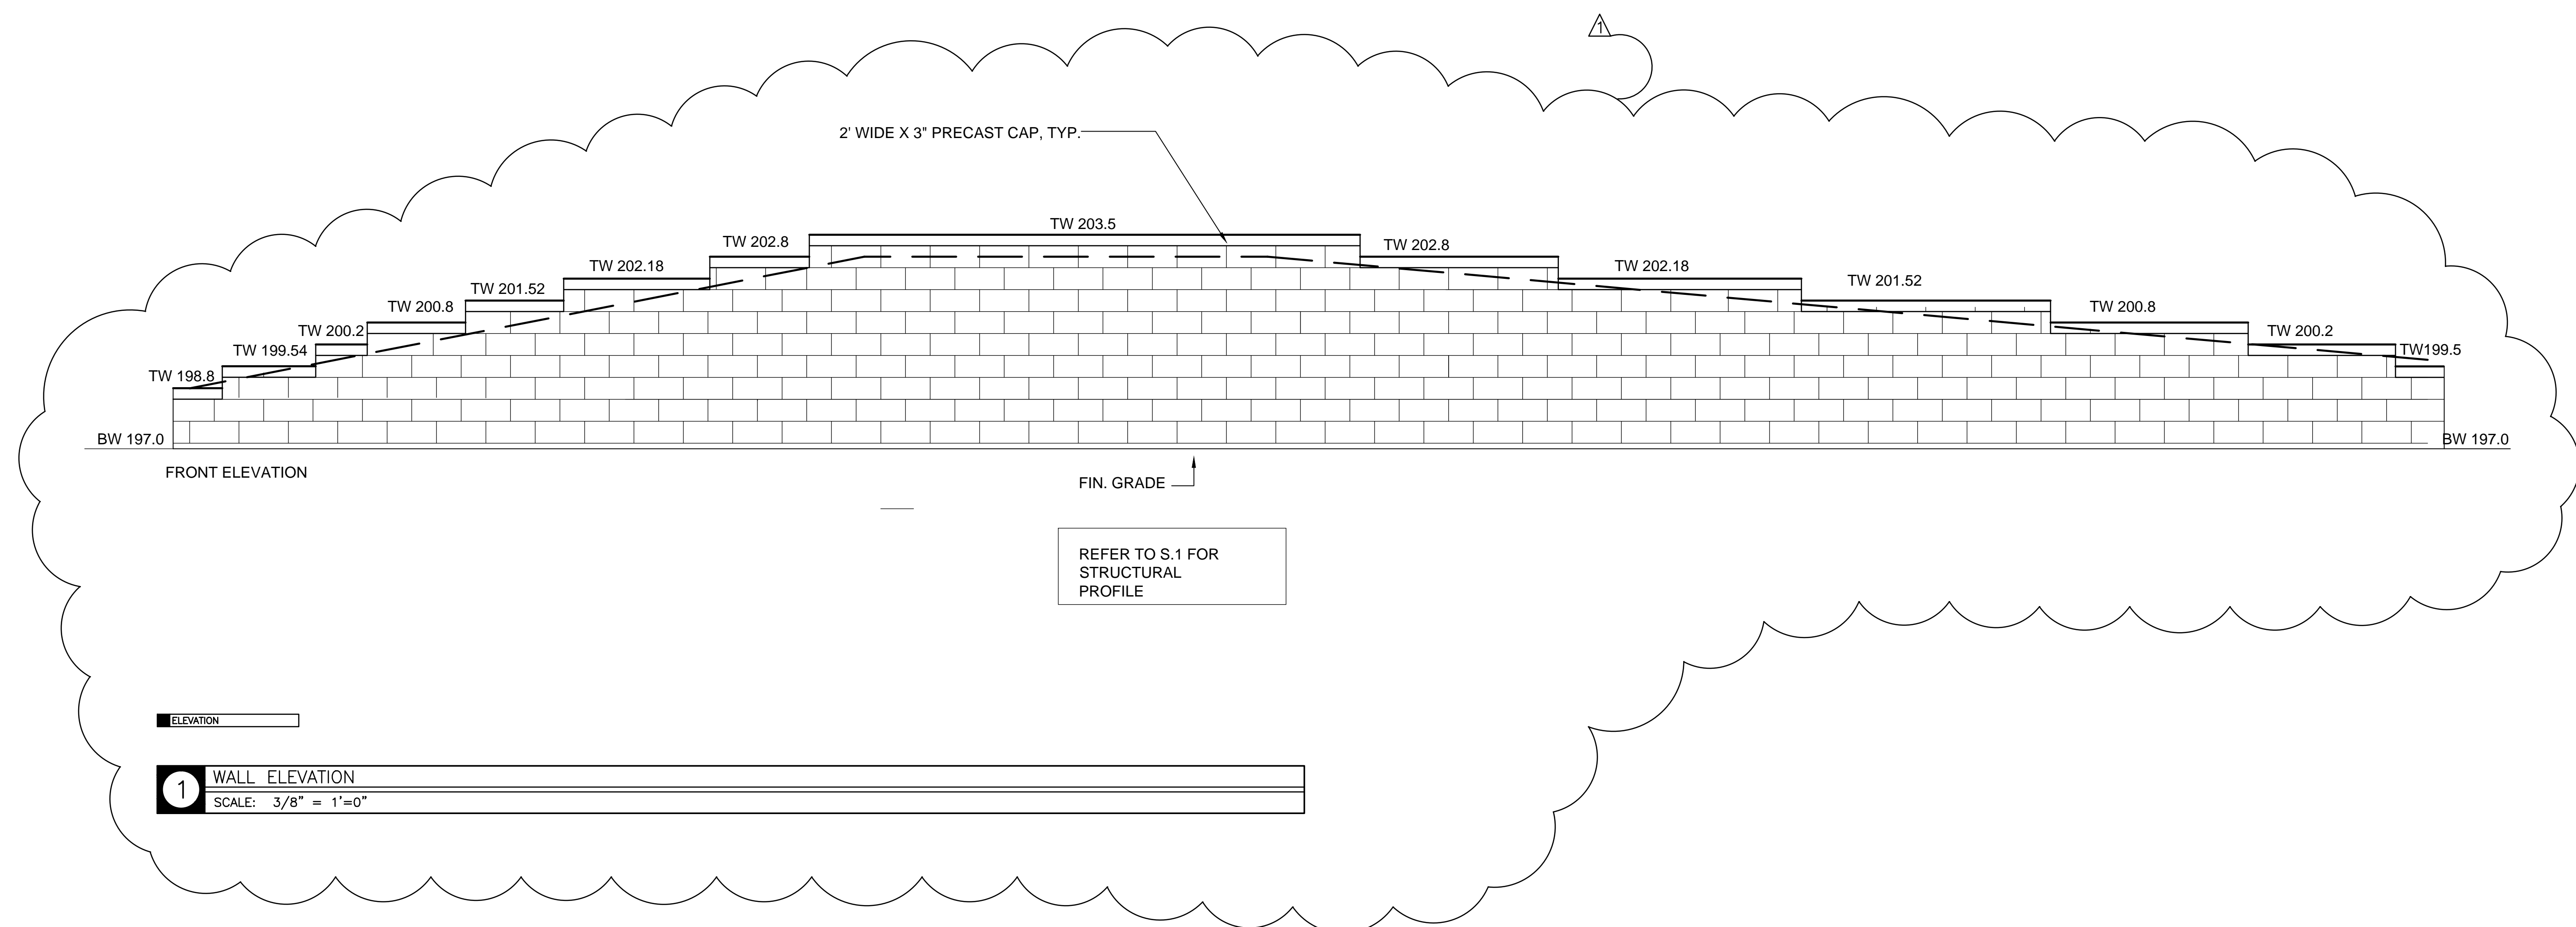 1
2' WIDE X 3" PRECAST CAP, TYP.
TW 203.5
TW 202.8
TW 202.8
TW 202.18
TW 202.18
TW 201.52
TW 201.52
TW 200.8
TW 200.8
TW 200.2
TW 200.2
TW 199.54
TW199.5
TW 198.8
BW 197.0
BW 197.0
FRONT ELEVATION
FIN. GRADE
REFER TO S.1 FOR
STRUCTURAL
PROFILE
ELEVATION
1
WALL ELEVATION
SCALE: 3/8” = 1’=0”